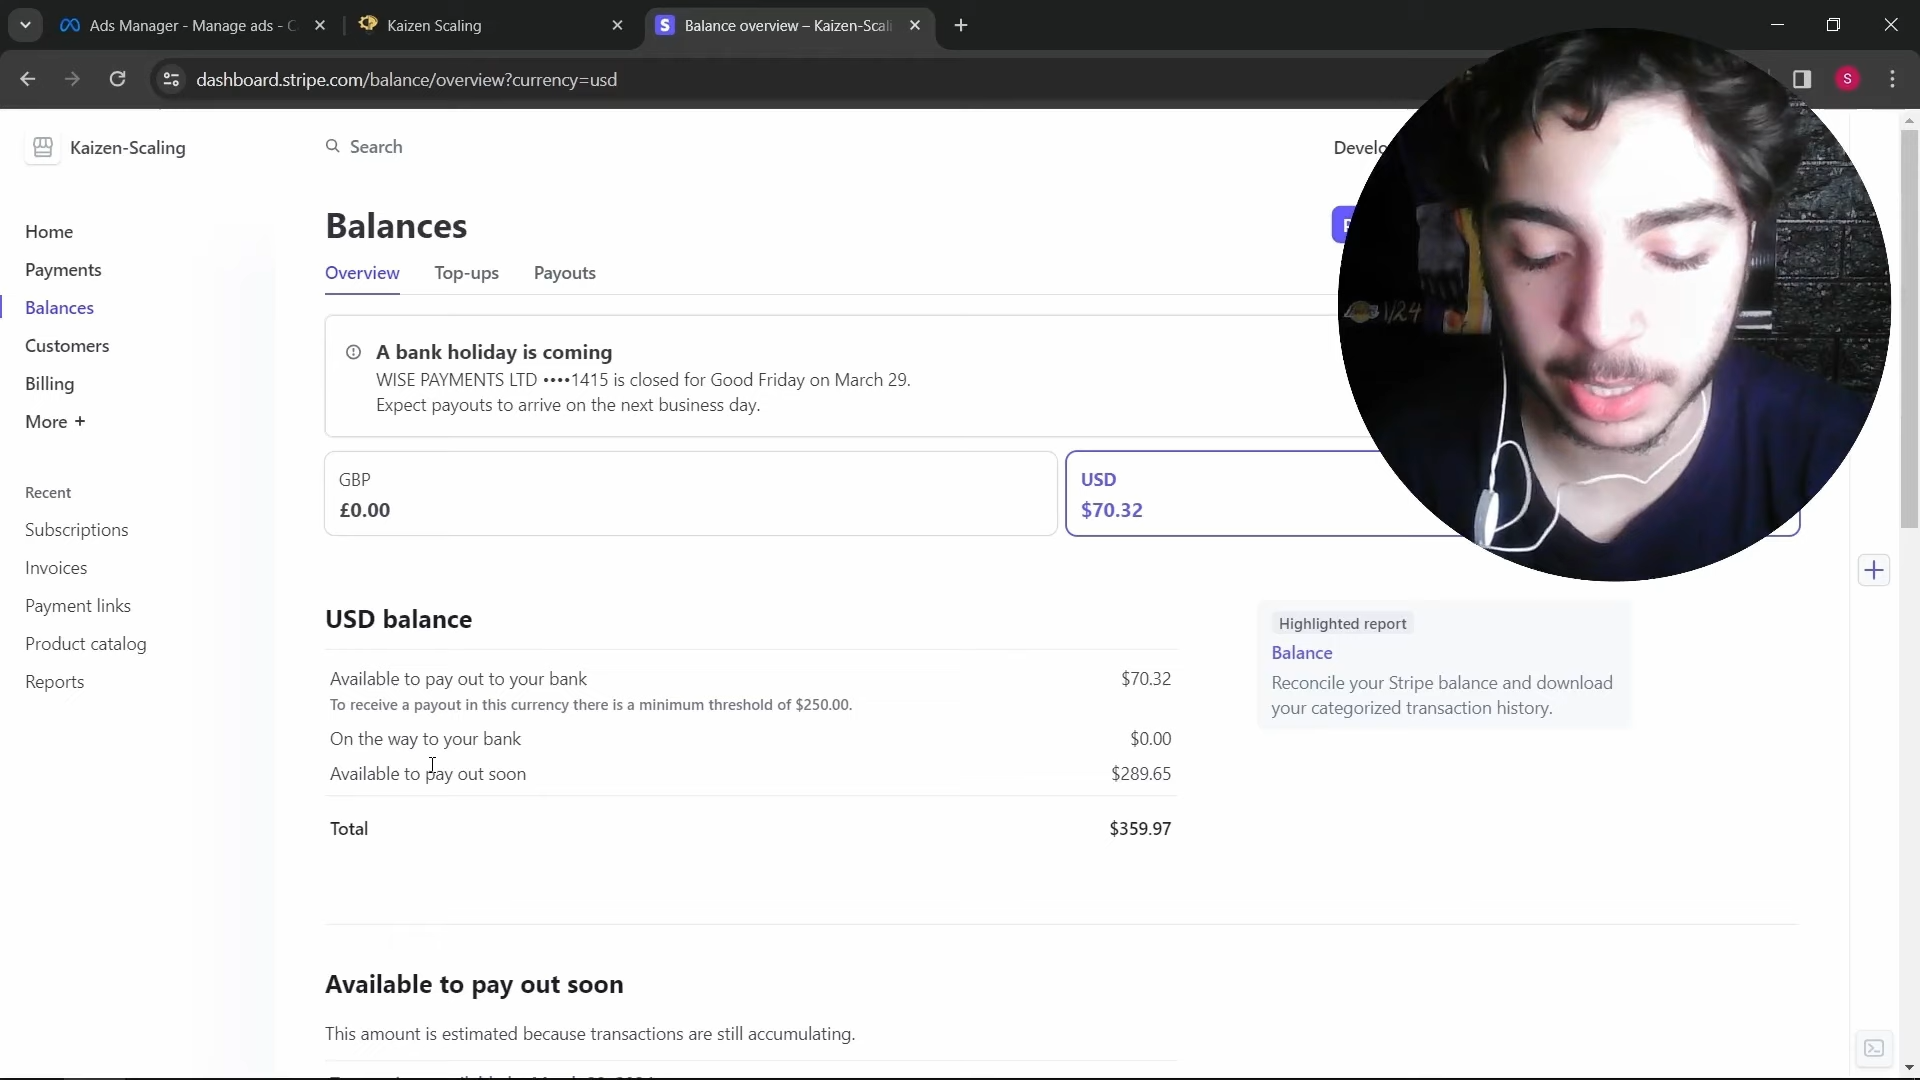 Ads Manager - Manage ads - C
Kaizen Scaling
Balance overview – Kaizen-Scali
dashboard.stripe.com/balance/overview?currency=usd
S
Kaizen-Scaling
Search
Develo
Home
Payments
Balances
Customers
Billing
More +
Recent
Subscriptions
Invoices
Payment links
Product catalog
Reports
Balances
Overview
Top-ups
Payouts
A bank holiday is coming
WISE PAYMENTS LTD ••••1415 is closed for Good Friday on March 29.
Expect payouts to arrive on the next business day.
GBP
£0.00
USD
$70.32
1/24
USD balance
Available to pay out to your bank $70.32
To receive a payout in this currency there is a minimum threshold of $250.00.
On the way to your bank $0.00
Available to pay out soon $289.65
Total $359.97
Highlighted report
Balance
Reconcile your Stripe balance and download
your categorized transaction history.
Available to pay out soon
This amount is estimated because transactions are still accumulating.